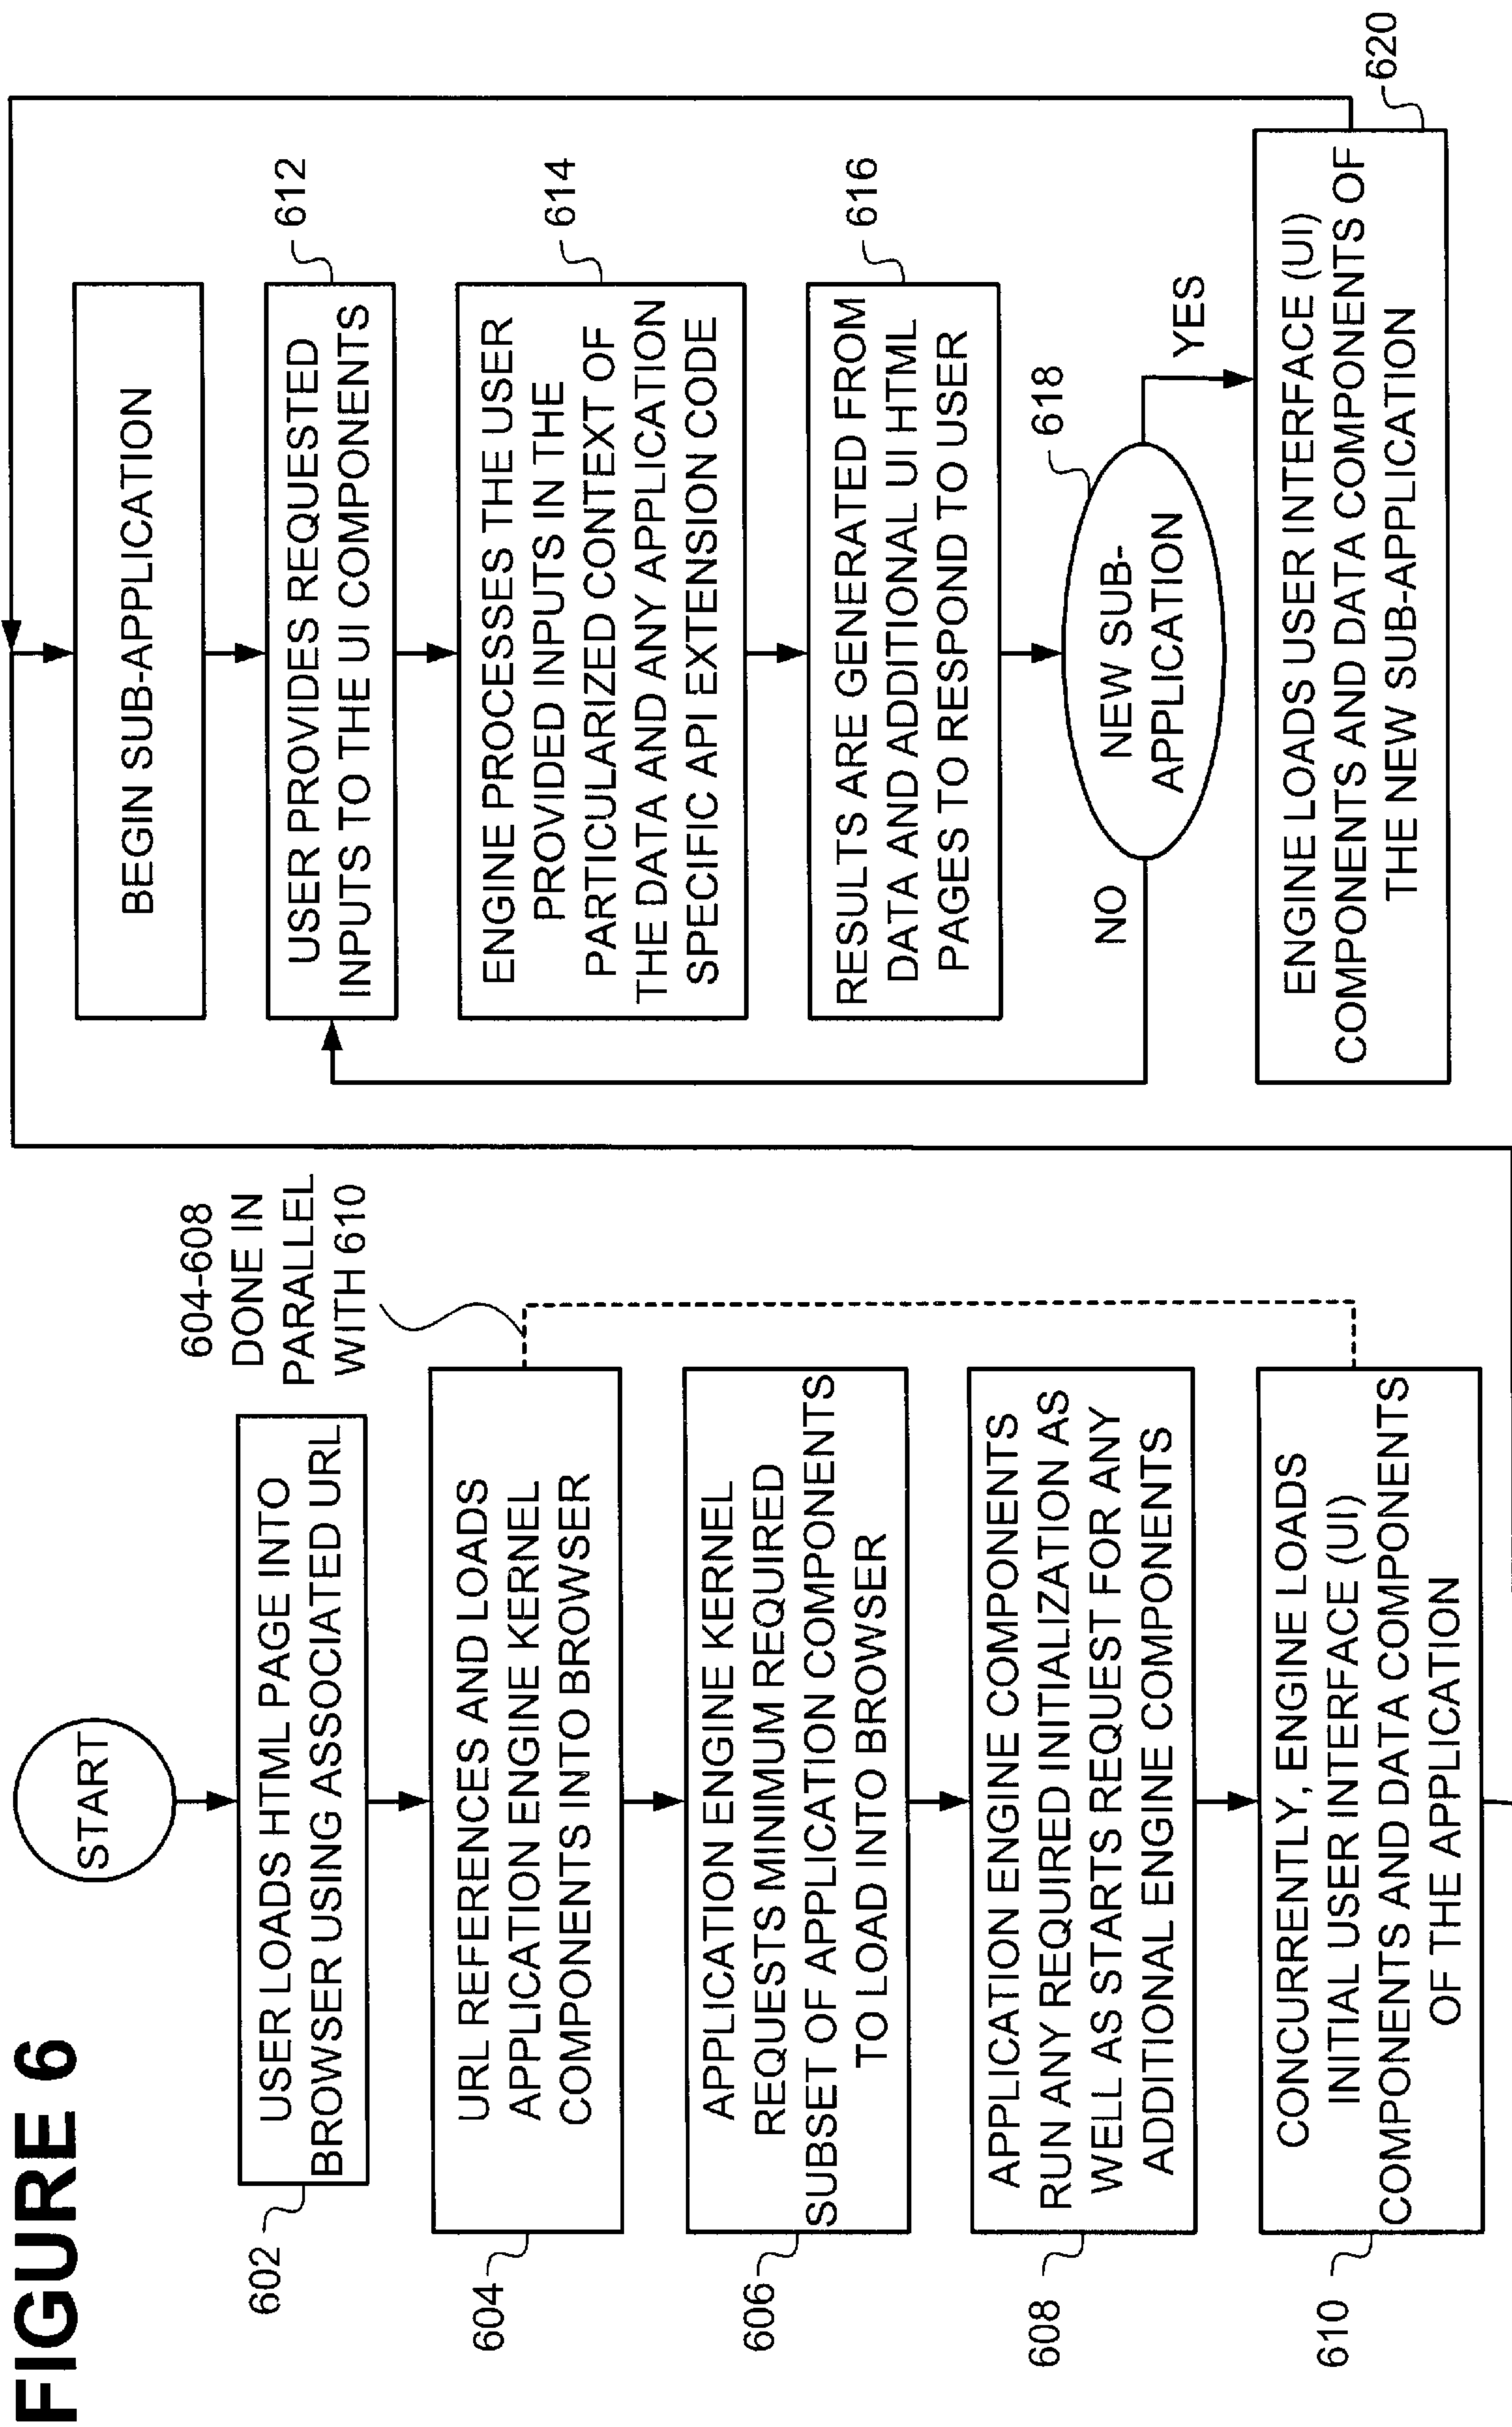 FIGURE 6
START
602
USER LOADS HTML PAGE INTO
BROWSER USING ASSOCIATED URL
604
URL REFERENCES AND LOADS
APPLICATION ENGINE KERNEL
COMPONENTS INTO BROWSER
604-608
DONE IN
PARALLEL
WITH 610
606
APPLICATION ENGINE KERNEL
REQUESTS MINIMUM REQUIRED
SUBSET OF APPLICATION COMPONENTS
TO LOAD INTO BROWSER
608
APPLICATION ENGINE COMPONENTS
RUN ANY REQUIRED INITIALIZATION AS
WELL AS STARTS REQUEST FOR ANY
ADDITIONAL ENGINE COMPONENTS
610
CONCURRENTLY, ENGINE LOADS
INITIAL USER INTERFACE (UI)
COMPONENTS AND DATA COMPONENTS
OF THE APPLICATION
BEGIN SUB-APPLICATION
USER PROVIDES REQUESTED
INPUTS TO THE UI COMPONENTS
612
ENGINE PROCESSES THE USER
PROVIDED INPUTS IN THE
PARTICULARIZED CONTEXT OF
THE DATA AND ANY APPLICATION
SPECIFIC API EXTENSION CODE
614
RESULTS ARE GENERATED FROM
DATA AND ADDITIONAL UI HTML
PAGES TO RESPOND TO USER
616
NEW SUB-
APPLICATION
618
NO
YES
ENGINE LOADS USER INTERFACE (UI)
COMPONENTS AND DATA COMPONENTS OF
THE NEW SUB-APPLICATION
620